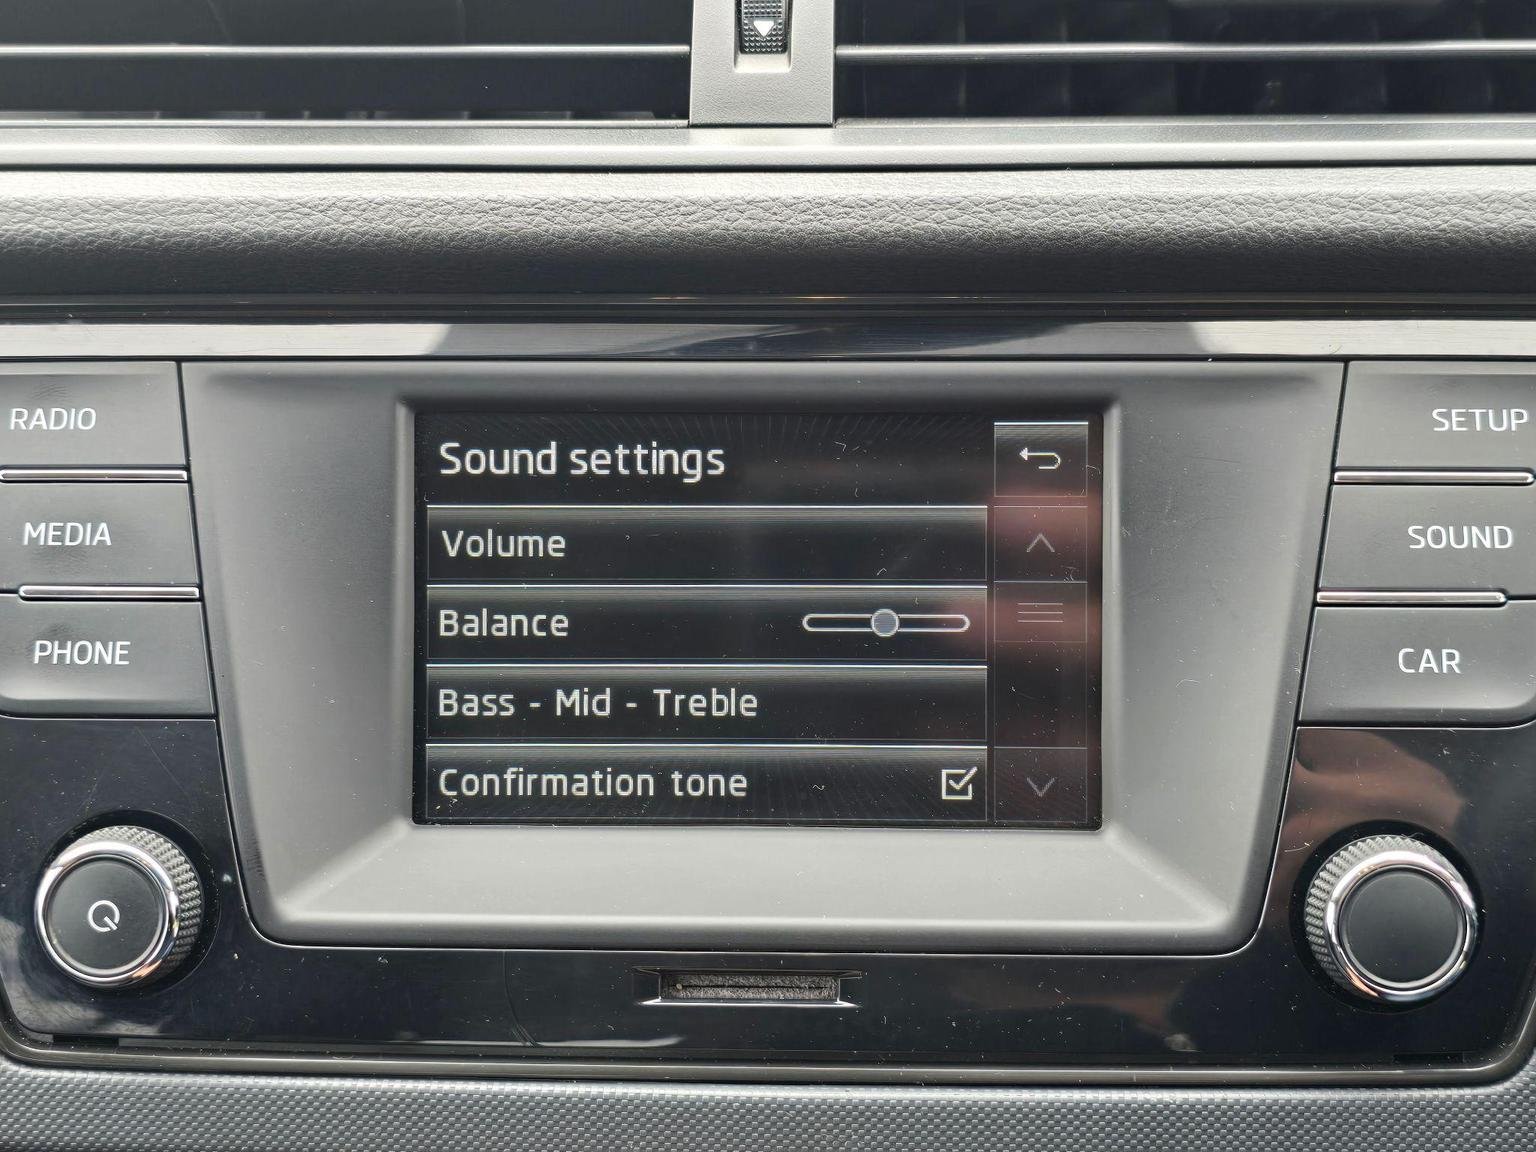 RADIO
MEDIA
PHONE
Sound settings
Volume
Balance
Bass - Mid - Treble
Confirmation tone
SETUP
SOUND
CAR